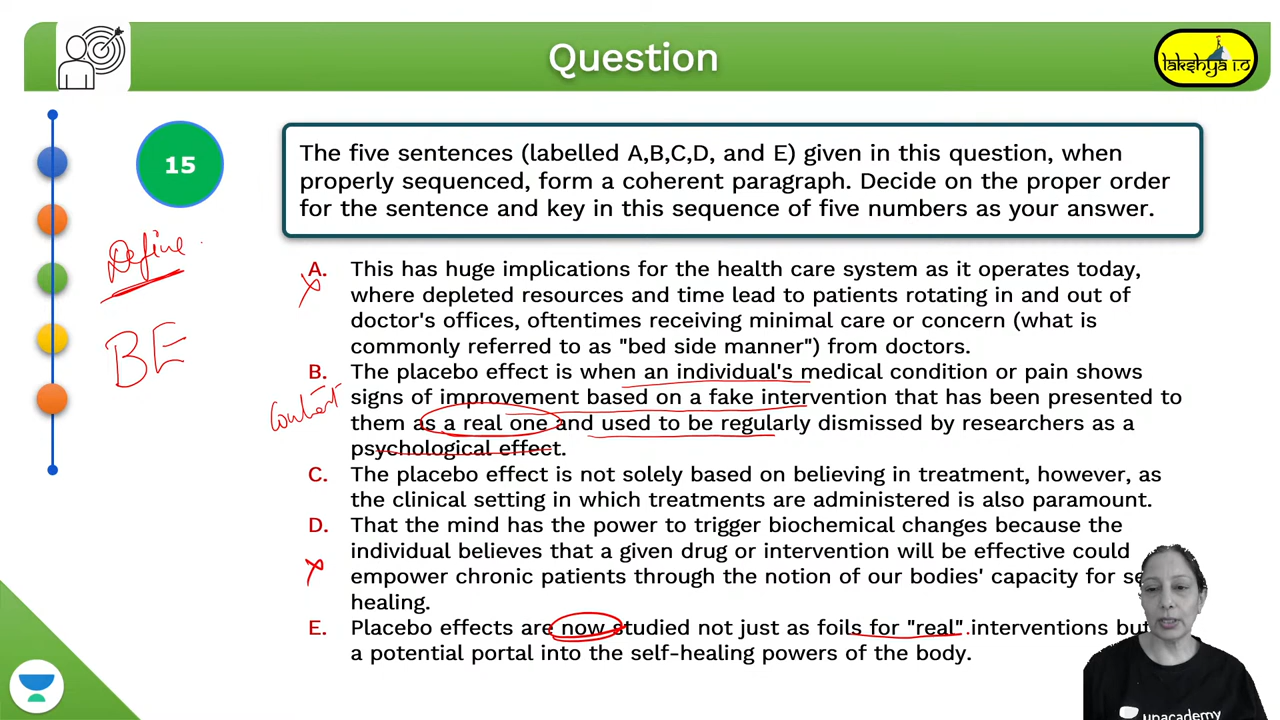 Question
lakshya 1.0
15
The five sentences (labelled A,B,C,D, and E) given in this question, when
properly sequenced, form a coherent paragraph. Decide on the proper order
for the sentence and key in this sequence of five numbers as your answer.
Define
BE
Context
A. This has huge implications for the health care system as it operates today,
where depleted resources and time lead to patients rotating in and out of
doctor's offices, oftentimes receiving minimal care or concern (what is
commonly referred to as "bed side manner") from doctors.
B. The placebo effect is when an individual's medical condition or pain shows
signs of improvement based on a fake intervention that has been presented to
them as a real one and used to be regularly dismissed by researchers as a
psychological effect.
C. The placebo effect is not solely based on believing in treatment, however, as
the clinical setting in which treatments are administered is also paramount.
D. That the mind has the power to trigger biochemical changes because the
individual believes that a given drug or intervention will be effective could
empower chronic patients through the notion of our bodies' capacity for
healing.
E. Placebo effects are now studied not just as foils for "real" interventions but
a potential portal into the self-healing powers of the body.
unacademy